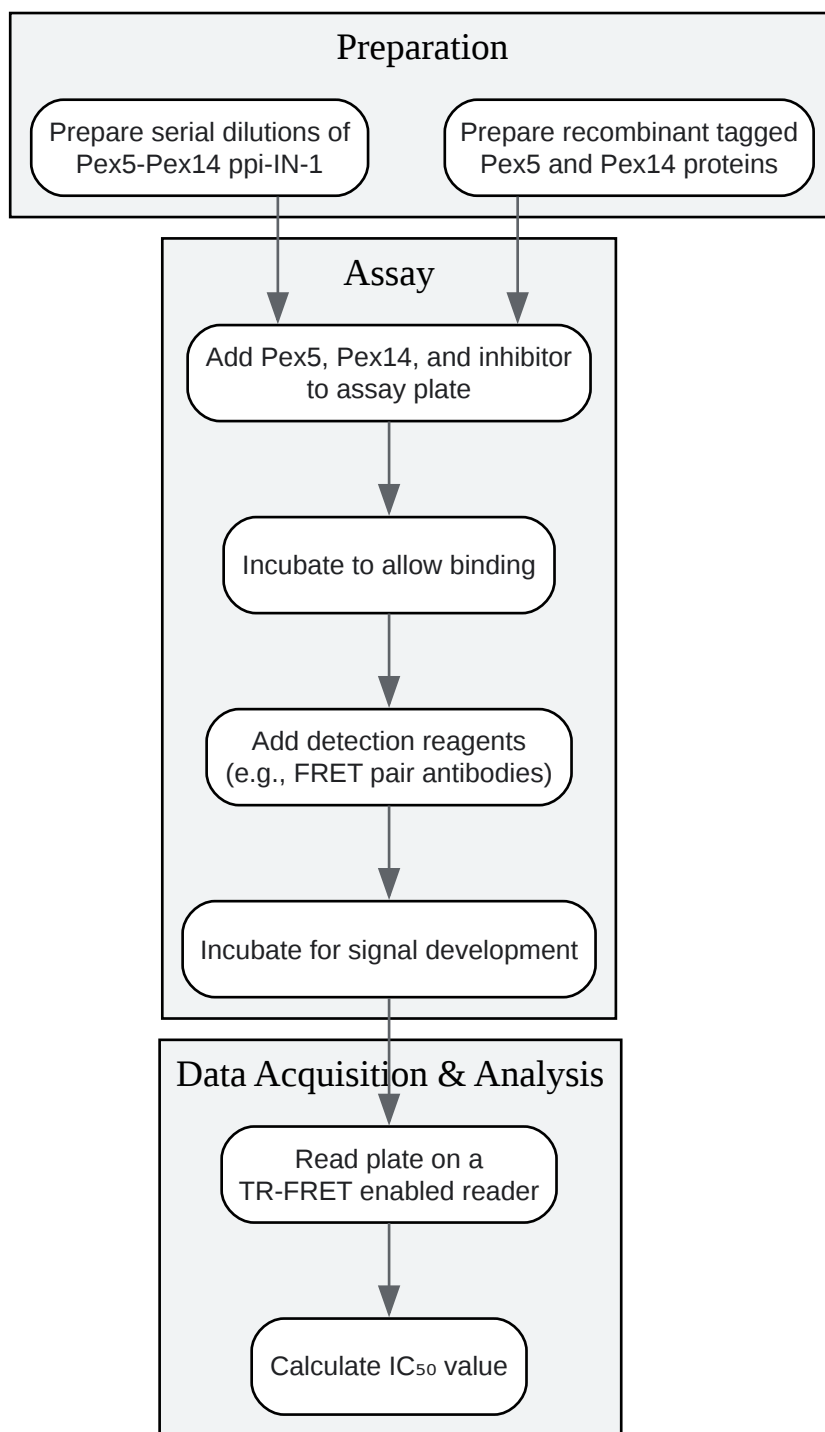 Preparation
Prepare serial dilutions of
Pex5-Pex14 ppi-IN-1
Prepare recombinant tagged
Pex5 and Pex14 proteins
Assay
Add Pex5, Pex14, and inhibitor
to assay plate
Incubate to allow binding
Add detection reagents
(e.g., FRET pair antibodies)
Incubate for signal development
Data Acquisition & Analysis
Read plate on a
TR-FRET enabled reader
Calculate IC₅₀ value